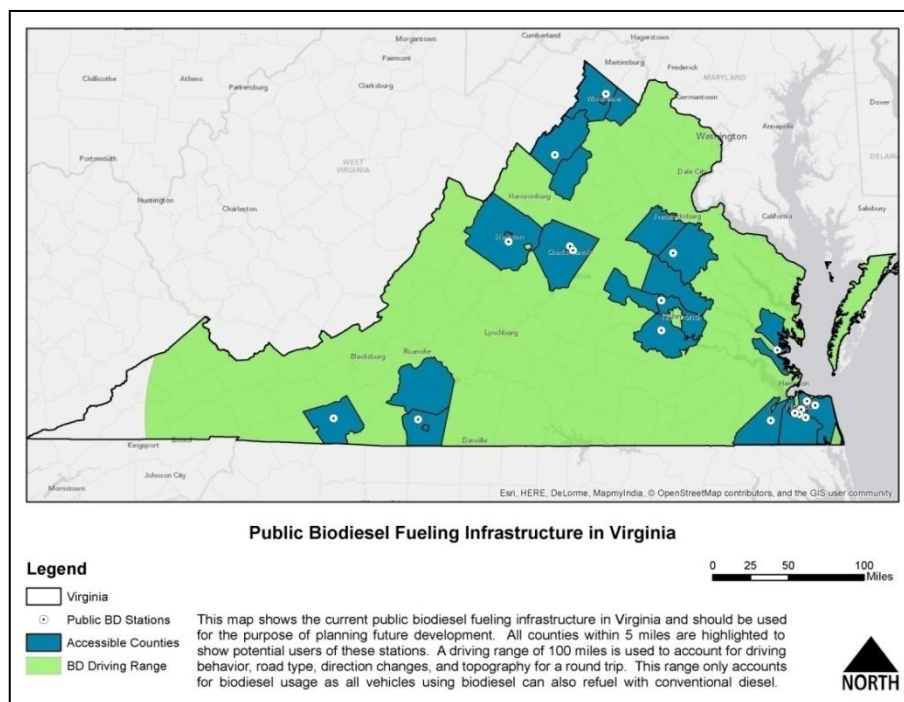 Cumberland
Hagerstown
Morgantown
Fairmont
Martinsburg
Frederick
MARYLAND
Chillicothe
Athens
Parkersburg
Clarksburg
Winchester
Germantown
Dover
Washington
Annapolis
DELAW
Portsmouth
WEST
VIRGINIA
Dale City
Huntington
Charleston
Harrisonburg
California
Salisbury
Fredericksburg
Staunton
Charlottesville
Richmond
Lynchburg
Blacksburg
Roanoke
Hampton
Kingsport
Bristol
Danville
Johnson City
Morristown
Esri, HERE, DeLorme, MapmyIndia, © OpenStreetMap contributors, and the GIS user community
Public Biodiesel Fueling Infrastructure in Virginia
Legend
Virginia
Public BD Stations
Accessible Counties
BD Driving Range
0 25 50 100
Miles
This map shows the current public biodiesel fueling infrastructure in Virginia and should be used
for the purpose of planning future development. All counties within 5 miles are highlighted to
show potential users of these stations. A driving range of 100 miles is used to account for driving
behavior, road type, direction changes, and topography for a round trip. This range only accounts
for biodiesel usage as all vehicles using biodiesel can also refuel with conventional diesel.
NORTH